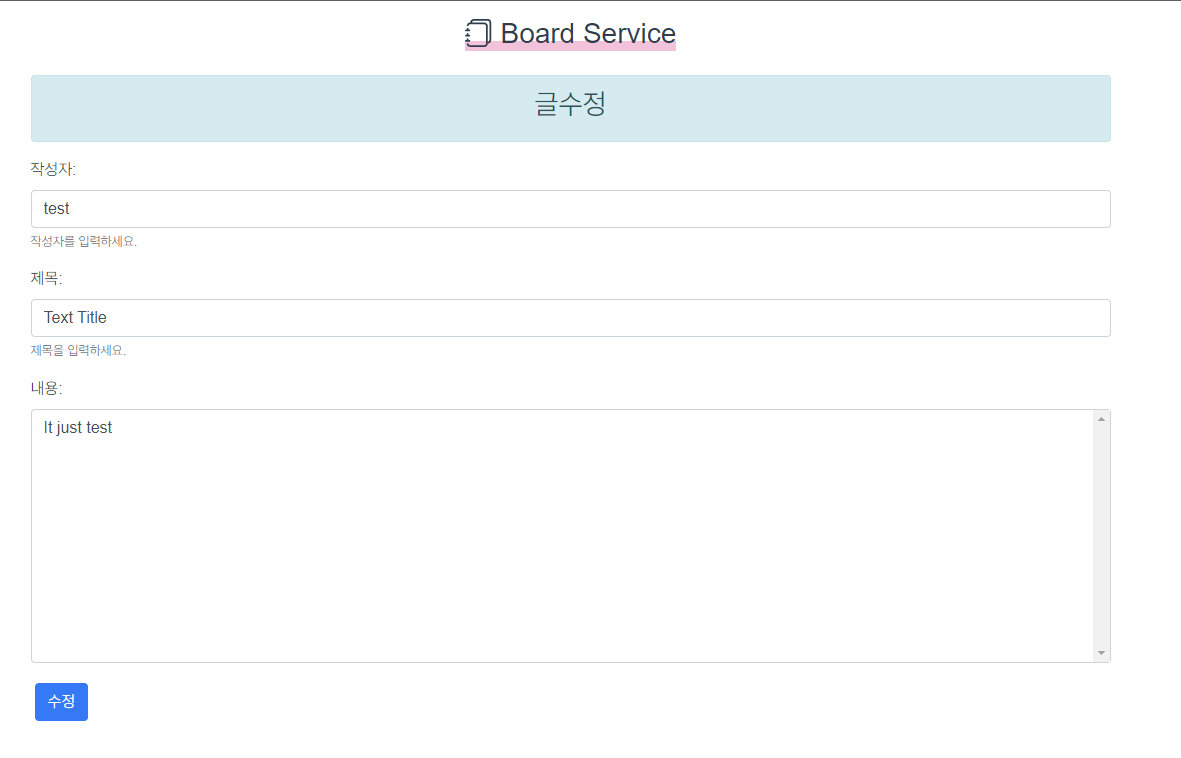 Board Service
글수정
작성자:
test
작성자를 입력하세요.
제목:
Text Title
제목을 입력하세요.
내용:
It just test
수정